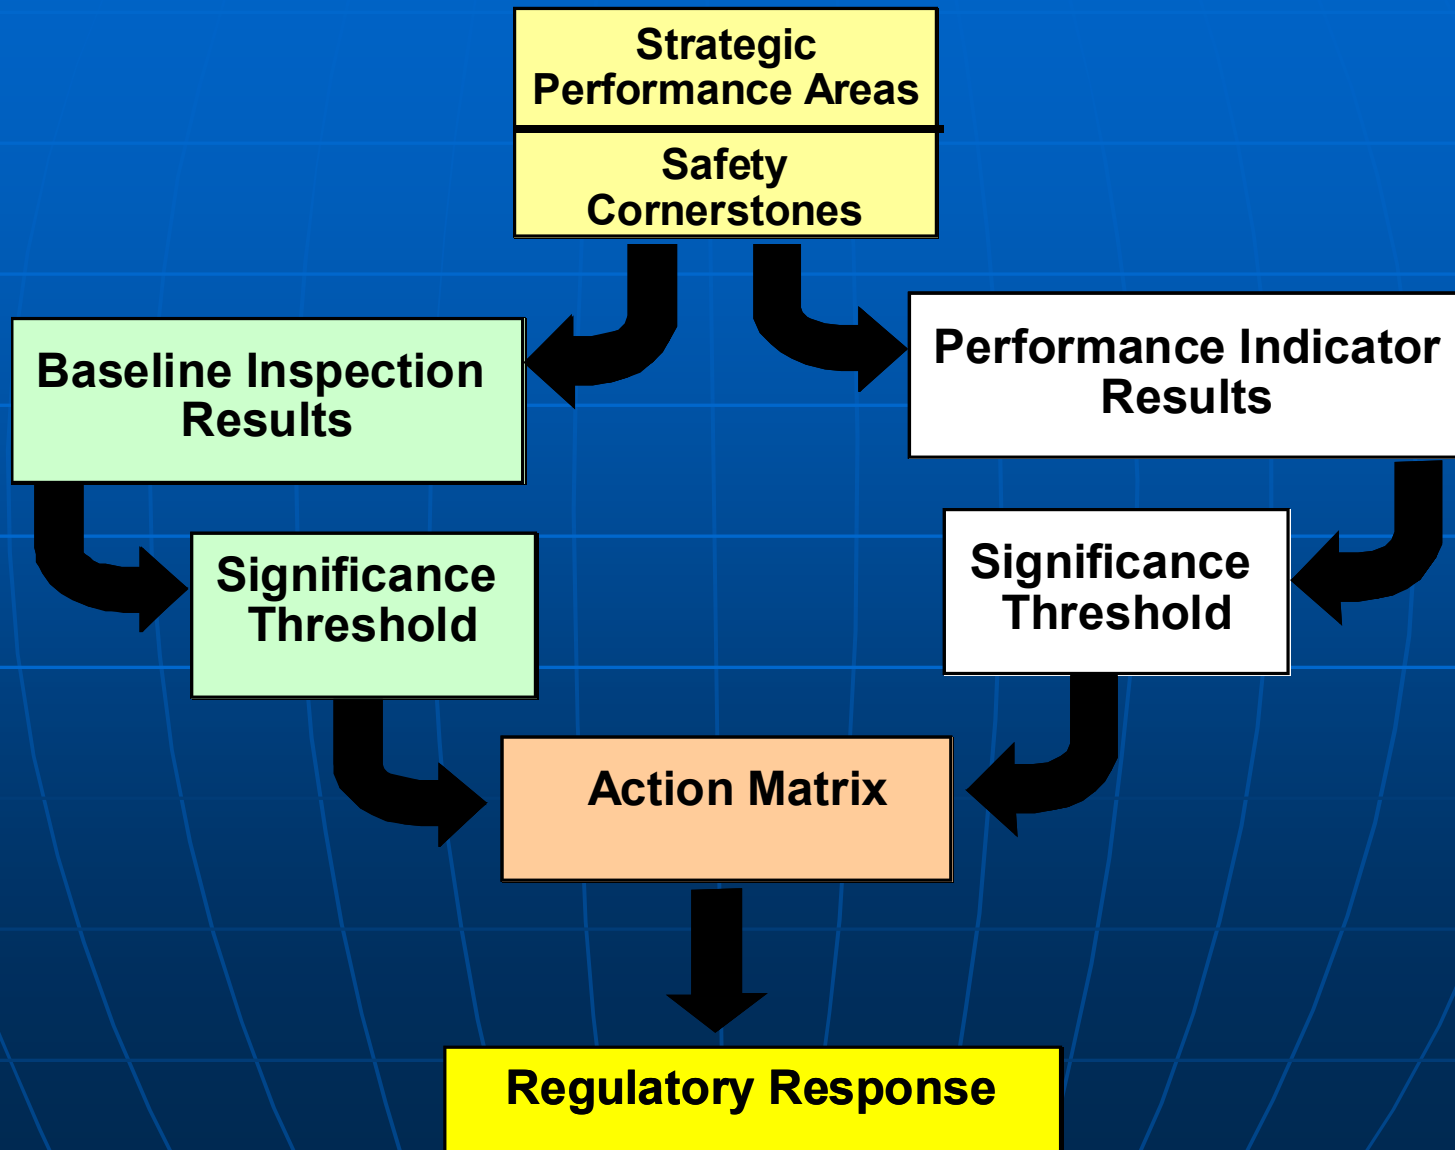 Strategic
Performance Areas
Safety
Cornerstones
Baseline Inspection
Results
Performance Indicator
Results
Significance
Threshold
Significance
Threshold
Action Matrix
Regulatory Response